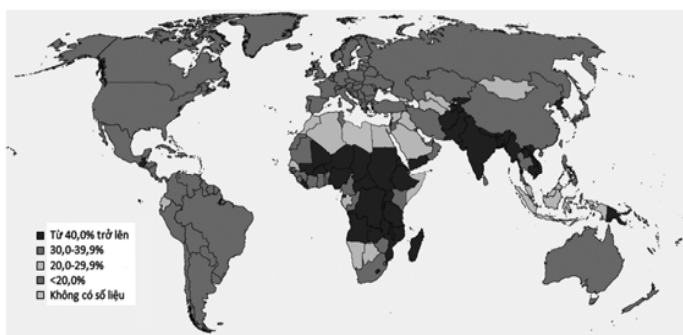 Từ 40,0% trở lên
30,0-39,9%
20,0-29,9%
<20,0%
Không có số liệu